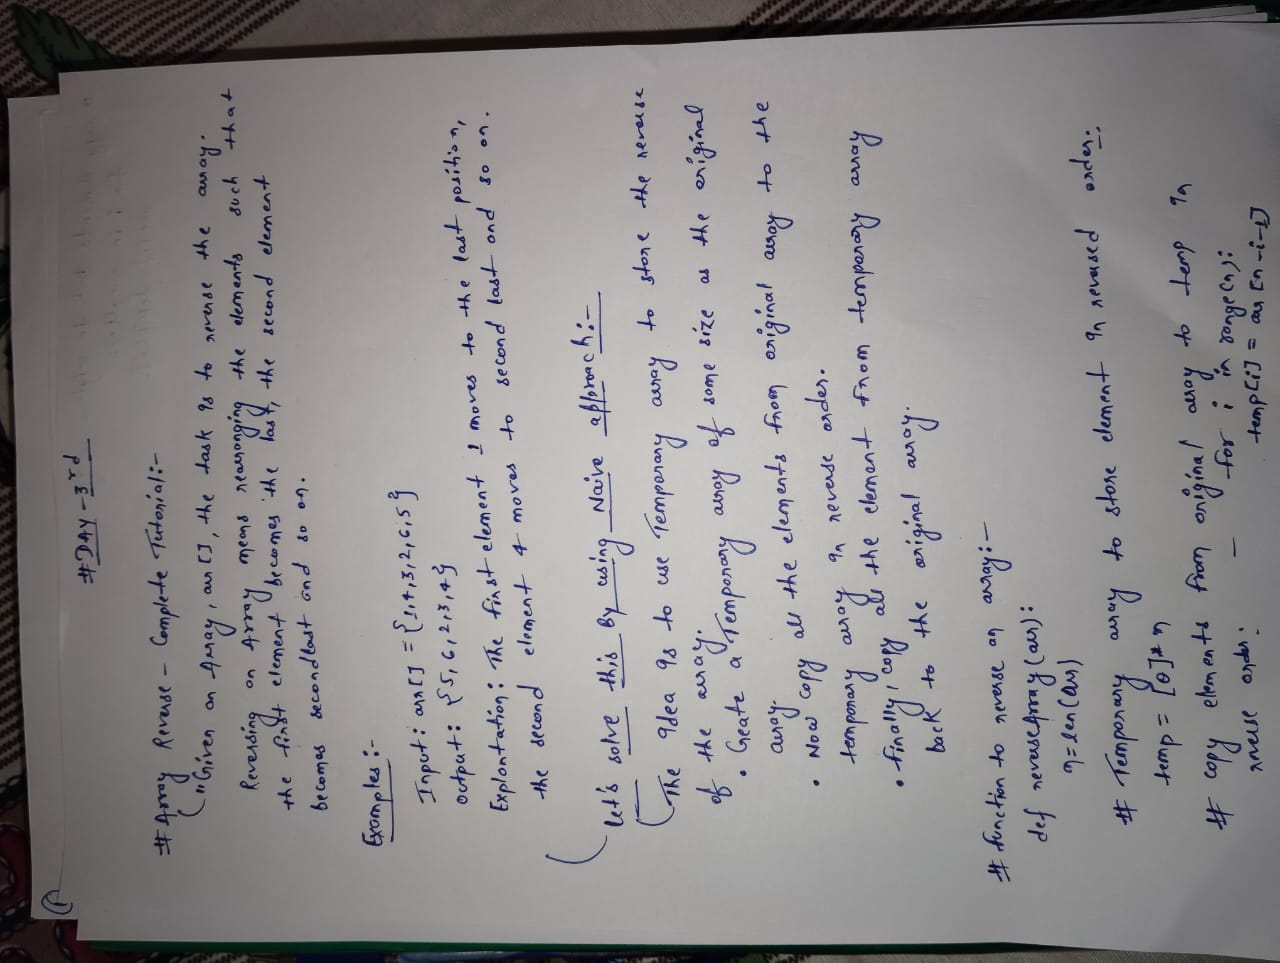 1
# DAY - 3rd
# Array Reverse - Complete Tutorial:-
"Given an Array, arr[], the task is to reverse the array.
Reversing an Array means rearranging the elements such that
the first element becomes the last, the second element
becomes second last and so on.
Examples:-
Input: arr[] = {1,4,3,2,6,5}
output: {5,6,2,3,4}
Explantation: The first element 1 moves to the last position,
the second element 4 moves to second last and so on.
Let's solve this By using Naive approach:-
The idea is to use Temporary array to store the reverse
of the array.
• Create a Temporary array of same size as the original
array.
• Now copy all the elements from original array to the
temporary array in reverse order.
• finally, copy all the element from temporary array
back to the original array.
# function to reverse an array:-
def reverseArray(arr):
n=len(arr)
# Temporary array to store element in reversed order:
temp = [0]*n
# copy elements from original array to temp in
reverse order. - for i in range(n):
temp[i] = arr[n-i-1]